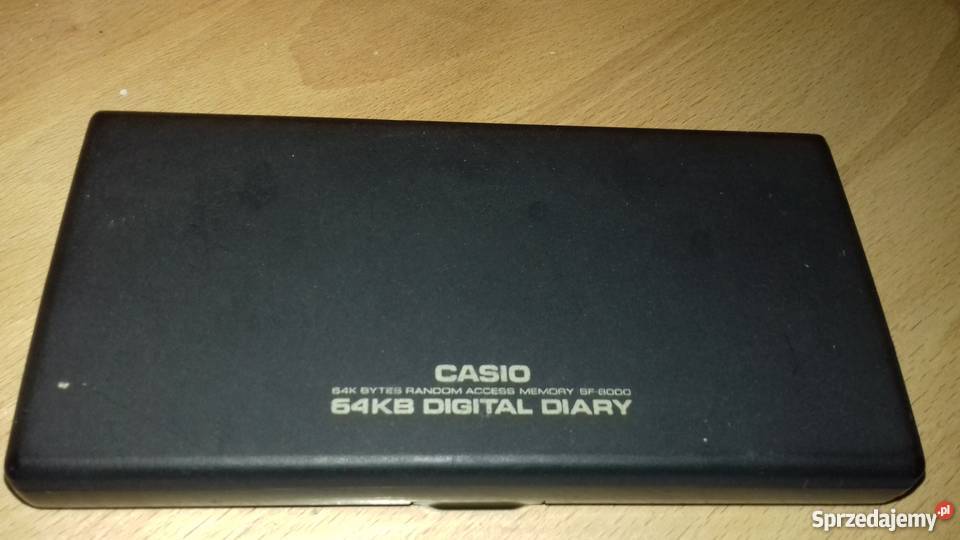 CASIO
64K BYTES RANDOM ACCESS MEMORY SF-8000
64KB DIGITAL DIARY
Sprzedajemy.pl